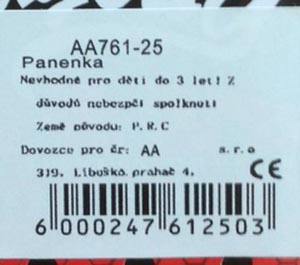 AA761-25
Panenka
Nevhodné pro děti do 3 let! Z
důvodů nebezpečí spolknutí
Země původu: P.R.C
Dovozce pro čr: AA s.r.o
319. Libušká. praha4 4.
CE
6 000247 612503